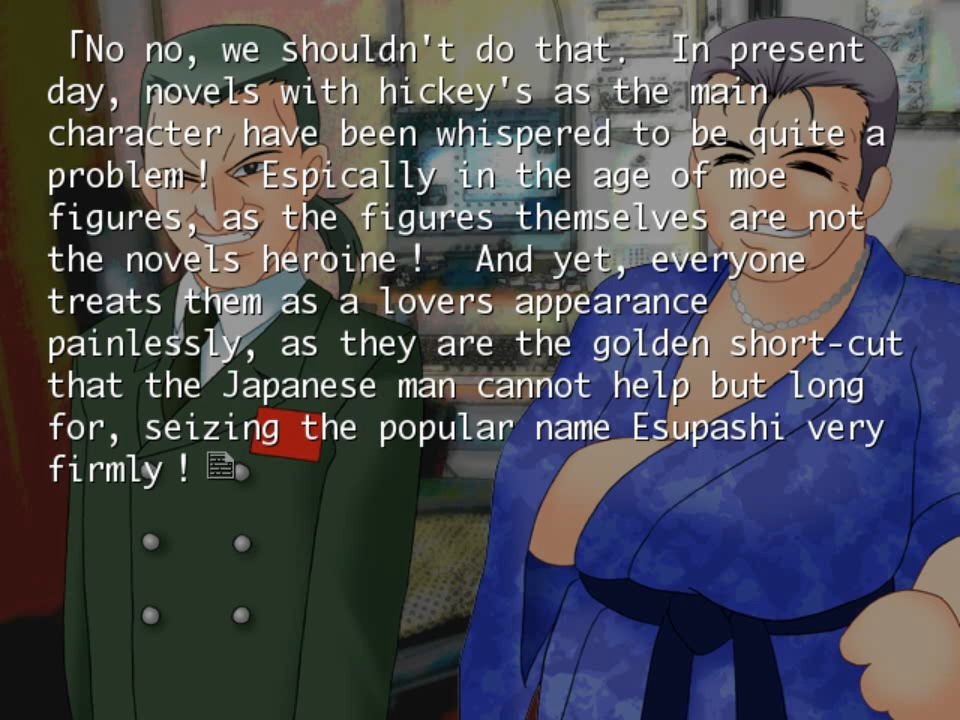 「No no, we shouldn't do that.  In present
day, novels with hickey's as the main
character have been whispered to be quite a
problem！  Espically in the age of moe
figures, as the figures themselves are not
the novels heroine！  And yet, everyone
treats them as a lovers appearance
painlessly, as they are the golden short-cut
that the Japanese man cannot help but long
for, seizing the popular name Esupashi very
firmly！